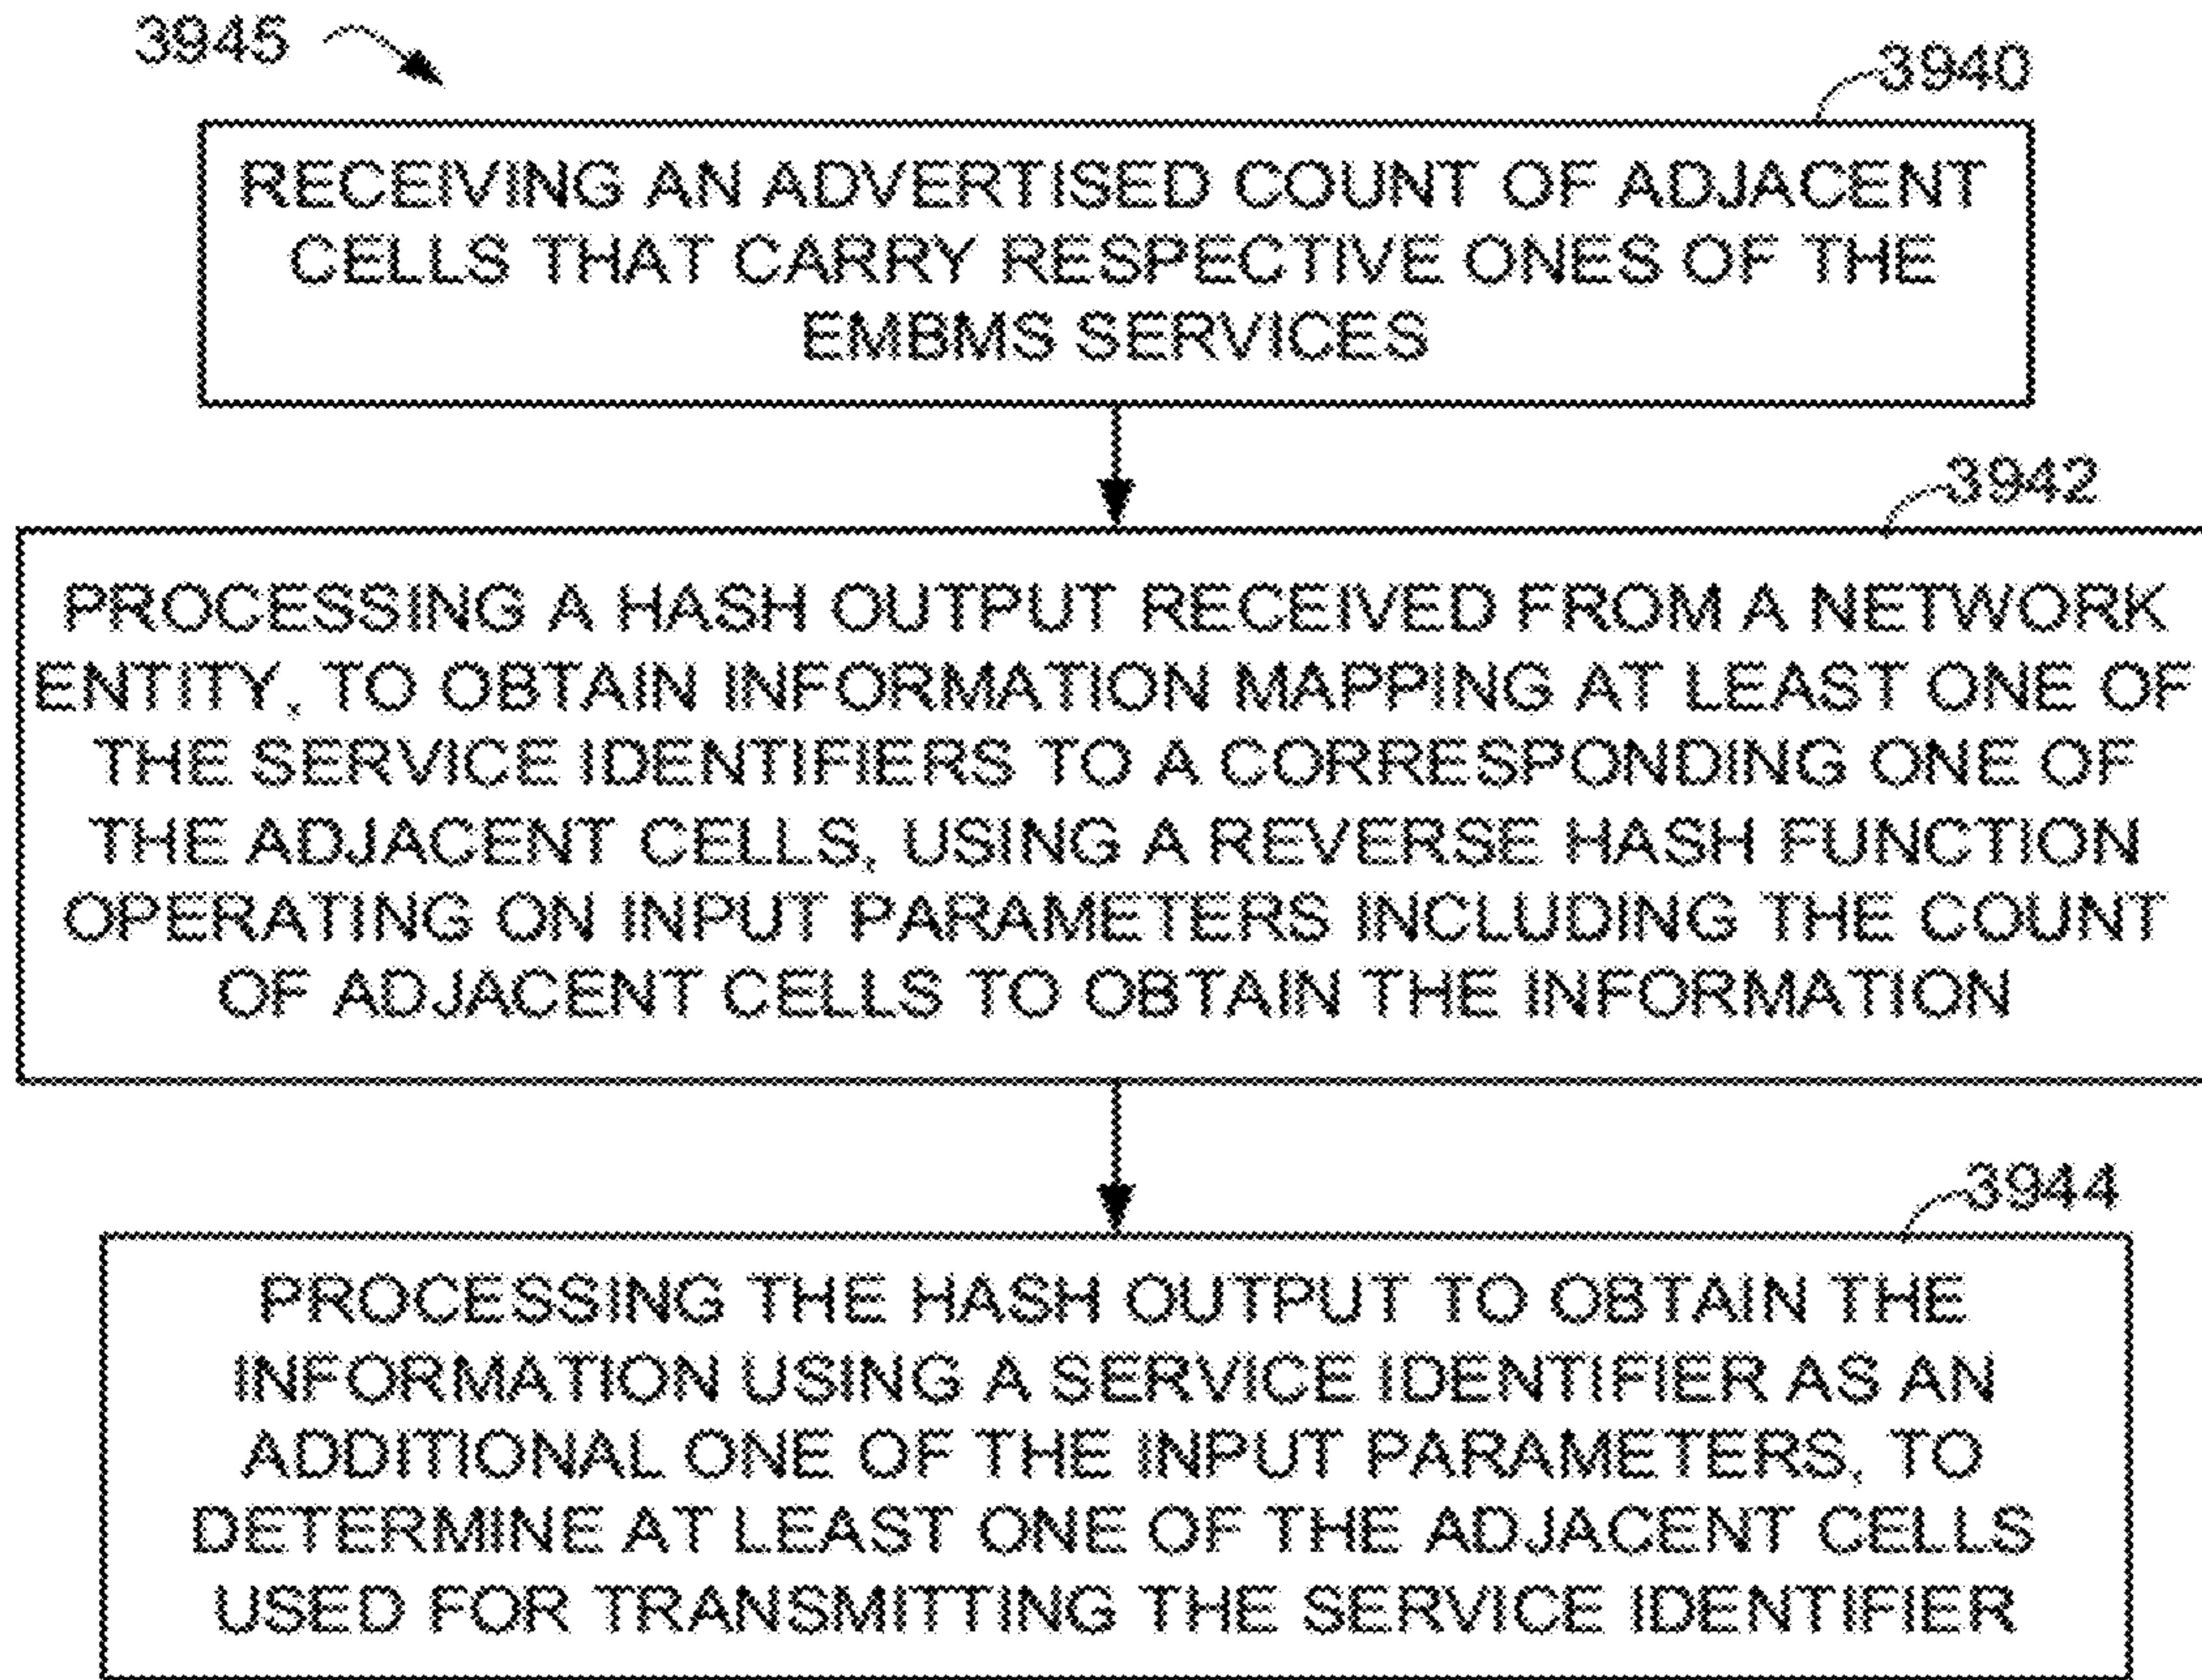 3945
3940
RECEIVING AN ADVERTISED COUNT OF ADJACENT
CELLS THAT CARRY RESPECTIVE ONES OF THE
EMBMS SERVICES
3942
PROCESSING A HASH OUTPUT RECEIVED FROM A NETWORK
ENTITY, TO OBTAIN INFORMATION MAPPING AT LEAST ONE OF
THE SERVICE IDENTIFIERS TO A CORRESPONDING ONE OF
THE ADJACENT CELLS, USING A REVERSE HASH FUNCTION
OPERATING ON INPUT PARAMETERS INCLUDING THE COUNT
OF ADJACENT CELLS TO OBTAIN THE INFORMATION
3944
PROCESSING THE HASH OUTPUT TO OBTAIN THE
INFORMATION USING A SERVICE IDENTIFIER AS AN
ADDITIONAL ONE OF THE INPUT PARAMETERS, TO
DETERMINE AT LEAST ONE OF THE ADJACENT CELLS
USED FOR TRANSMITTING THE SERVICE IDENTIFIER